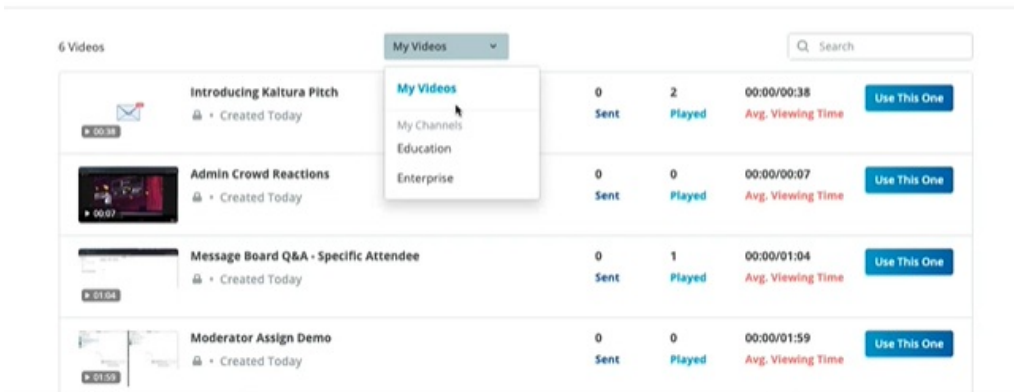 6 Videos
My Videos
Search
My Videos
My Channels
Education
Enterprise
Introducing Kaltura Pitch
• Created Today
00:38
0
Sent
2
Played
00:00/00:38
Avg. Viewing Time
Use This One
Admin Crowd Reactions
• Created Today
00:07
0
Sent
0
Played
00:00/00:07
Avg. Viewing Time
Use This One
Message Board Q&A - Specific Attendee
• Created Today
01:04
0
Sent
1
Played
00:00/01:04
Avg. Viewing Time
Use This One
Moderator Assign Demo
• Created Today
01:59
0
Sent
0
Played
00:00/01:59
Avg. Viewing Time
Use This One